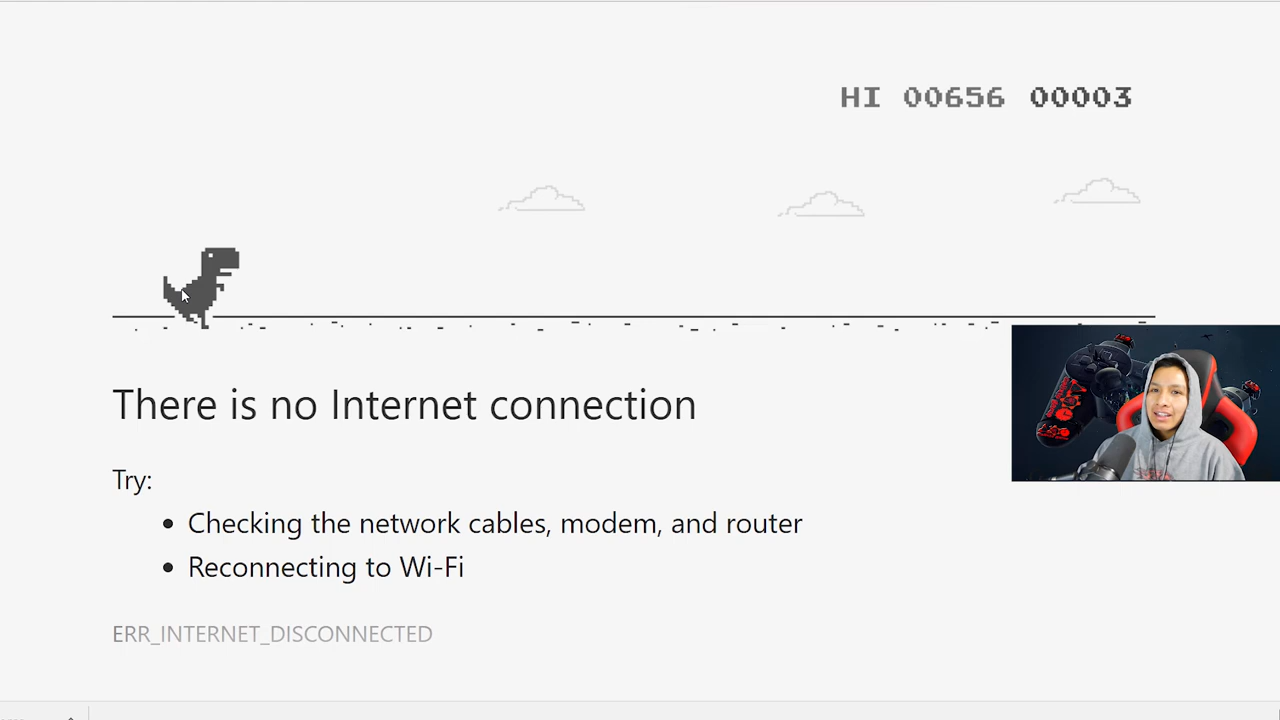 HI 00656 00003
There is no Internet connection
Try:
Checking the network cables, modem, and router
Reconnecting to Wi-Fi
ERR_INTERNET_DISCONNECTED